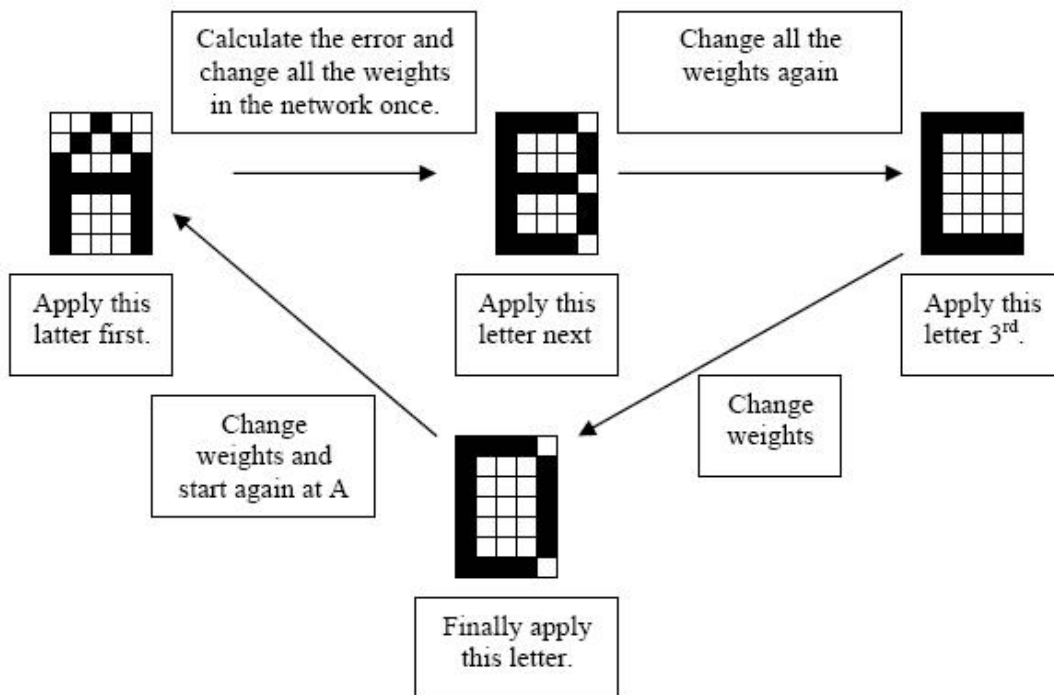 Calculate the error and
change all the weights
in the network once.
Change all the
weights again
Apply this
latter first.
Apply this
letter next
Apply this
letter 3rd.
Change
weights and
start again at A
Change
weights
Finally apply
this letter.